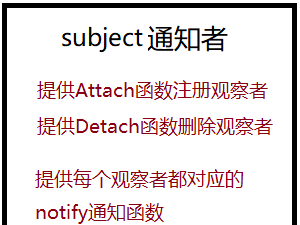 subject 通知者
提供Attach函数注册观察者
提供Detach函数删除观察者
提供每个观察者都对应的
notify通知函数